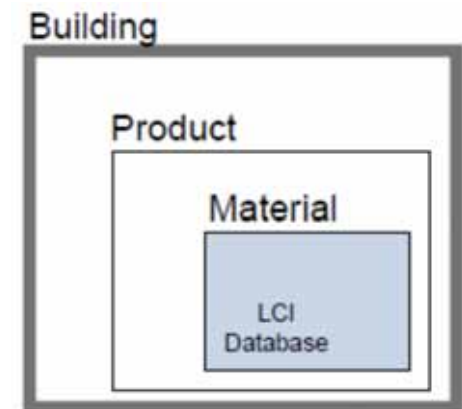 Building
Product
Material
LCI
Database